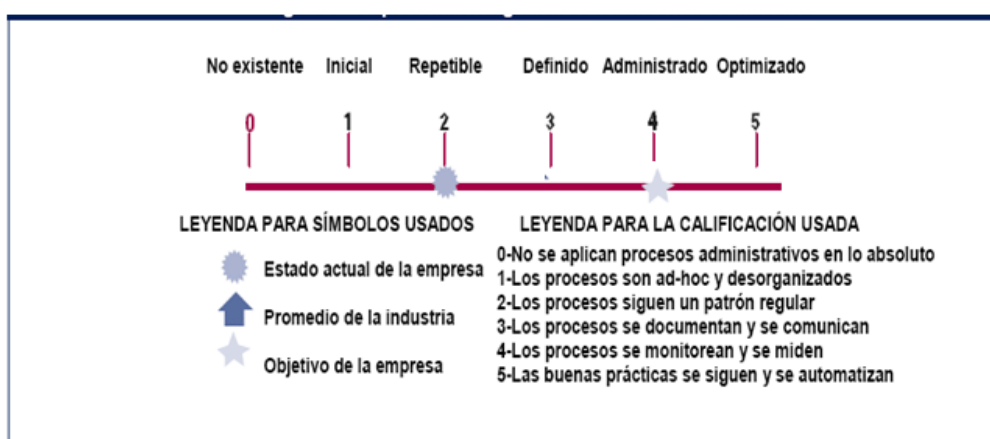 No existente Inicial Repetible Definido Administrado Optimizado
0 1 2 3 4 5
LEYENDA PARA SÍMBOLOS USADOS
Estado actual de la empresa
Promedio de la industria
Objetivo de la empresa
LEYENDA PARA LA CALIFICACIÓN USADA
0-No se aplican procesos administrativos en lo absoluto
1-Los procesos son ad-hoc y desorganizados
2-Los procesos siguen un patrón regular
3-Los procesos se documentan y se comunican
4-Los procesos se monitorean y se miden
5-Las buenas prácticas se siguen y se automatizan